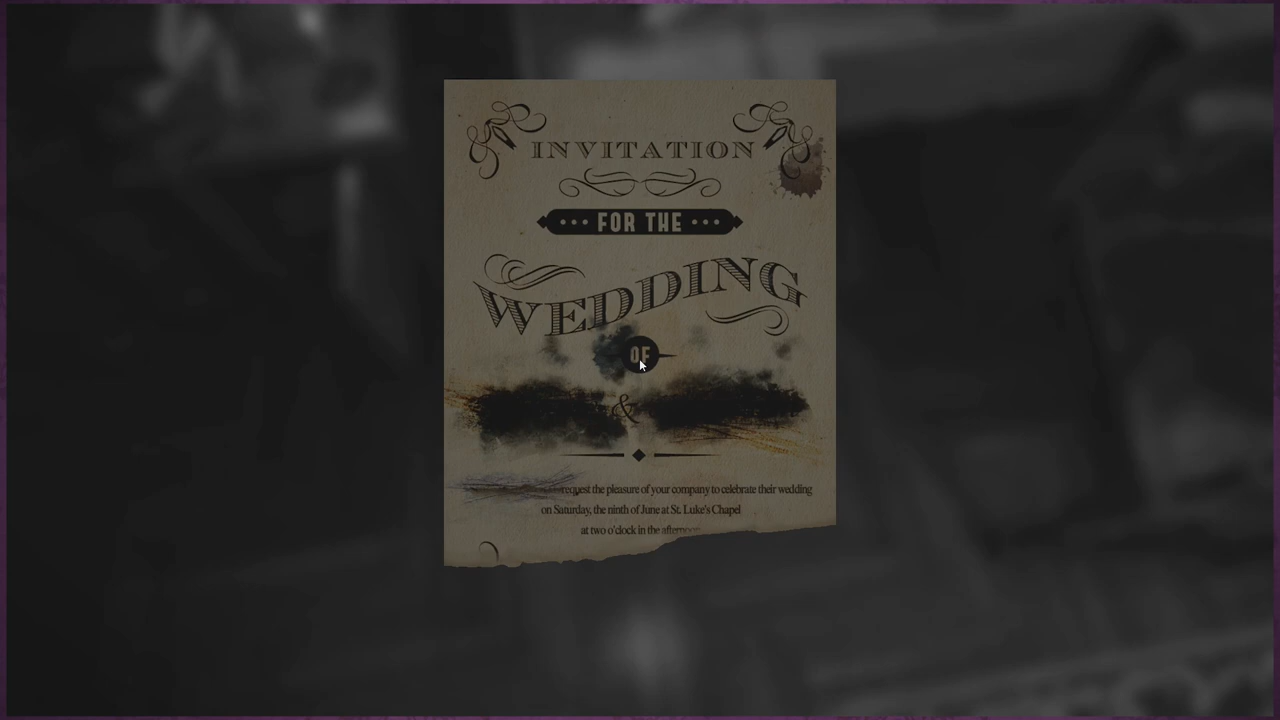 INVITATION
FOR THE
WEDDING
OF
&
request the pleasure of your company to celebrate their wedding
on Saturday, the ninth of June at St. Luke's Chapel
at two o'clock in the afternoon